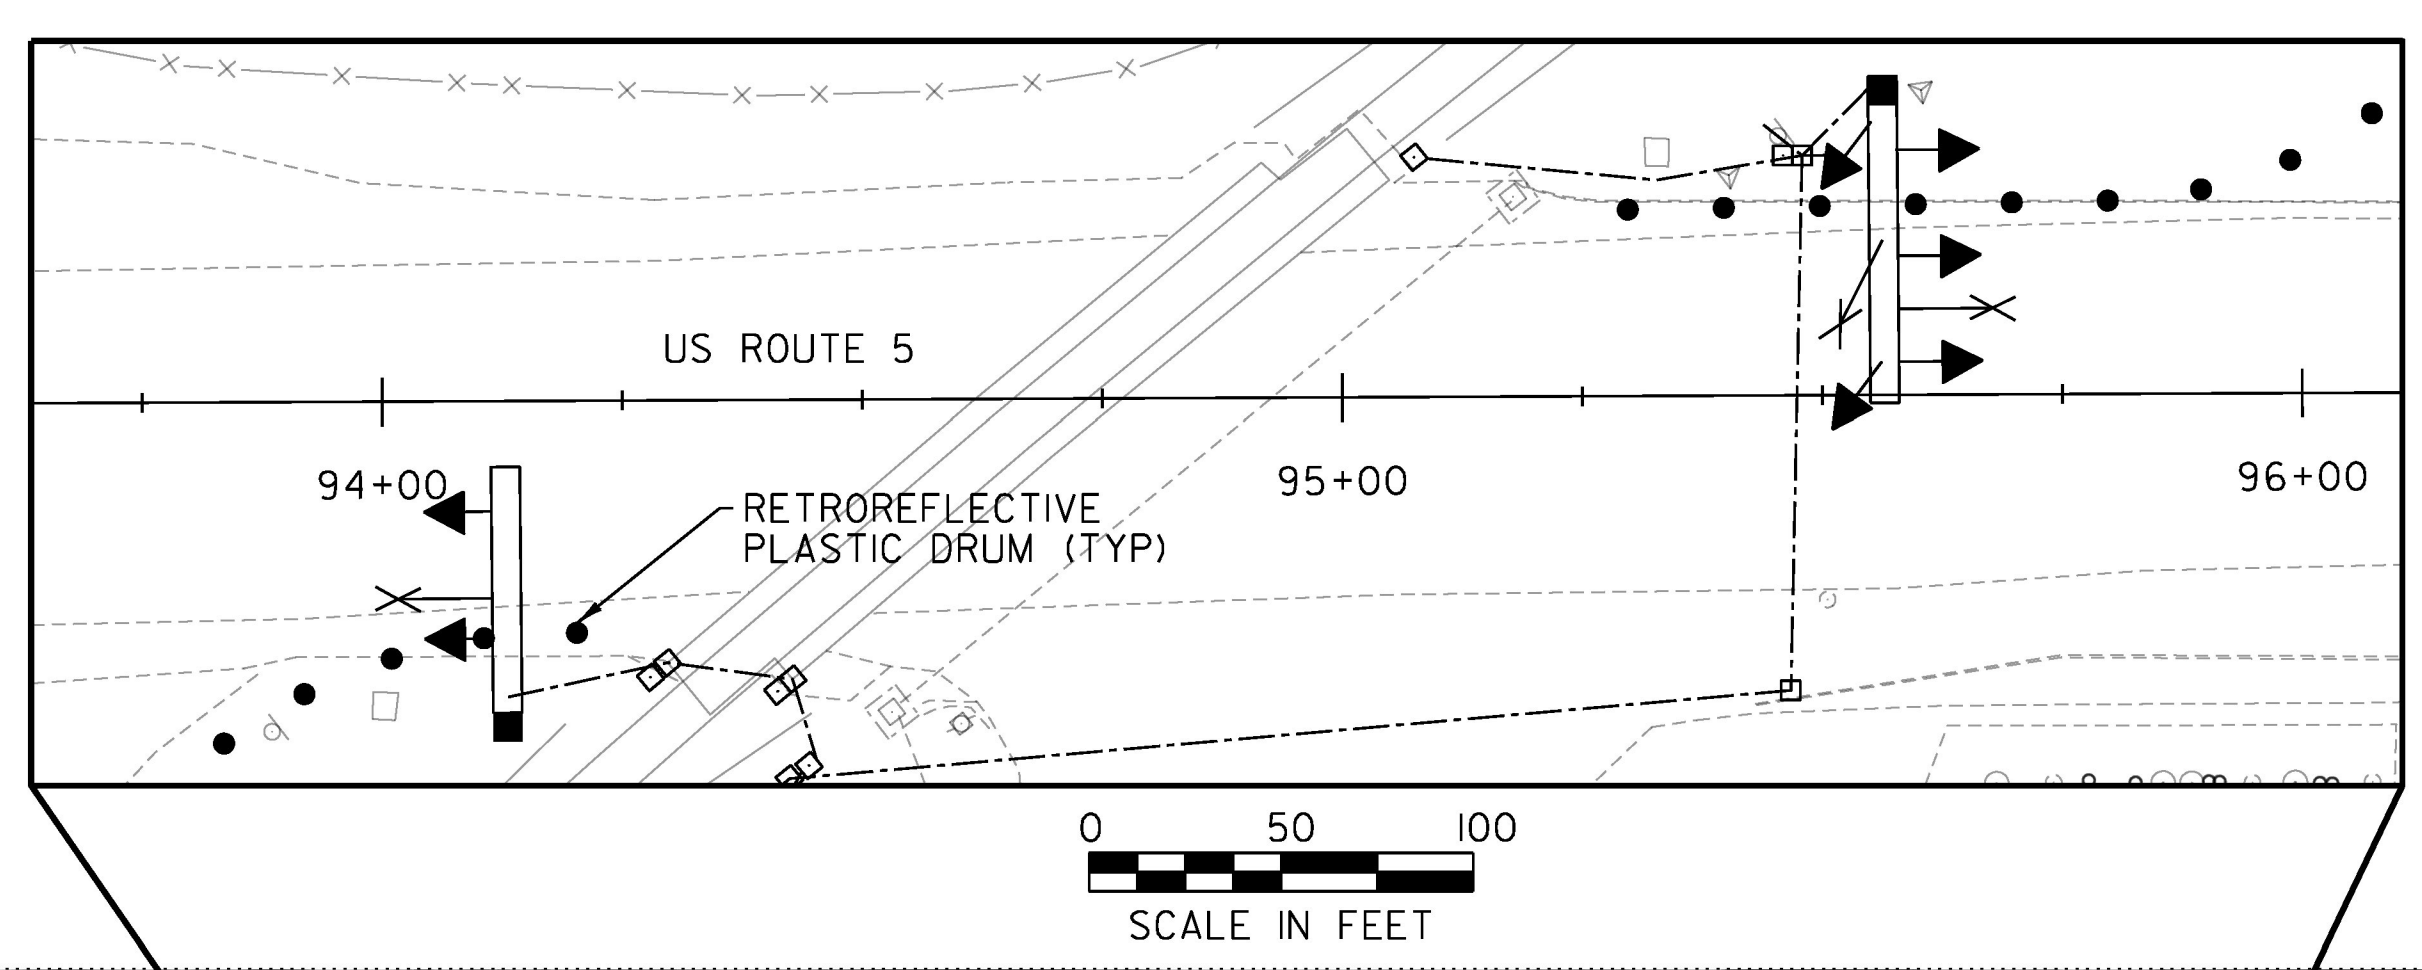 US ROUTE 5
94+00
95+00
96+00
RETROREFLECTIVE
PLASTIC DRUM (TYP)
0 50 100
SCALE IN FEET